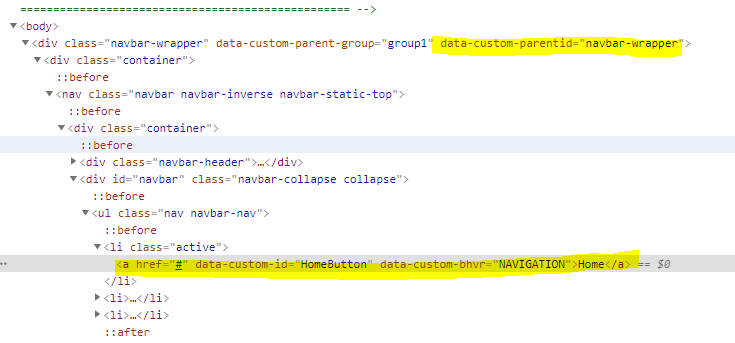 ================================================ -->
<body>
<div class="navbar-wrapper" data-custom-parent-group="group1" data-custom-parentid="navbar-wrapper">
<div class="container">
::before
<nav class="navbar navbar-inverse navbar-static-top">
::before
<div class="container">
::before
<div class="navbar-header">…</div>
<div id="navbar" class="navbar-collapse collapse">
::before
<ul class="nav navbar-nav">
::before
<li class="active">
<a href="#" data-custom-id="HomeButton" data-custom-bhvr="NAVIGATION">Home</a> == $0
</li>
<li>…</li>
<li>…</li>
::after